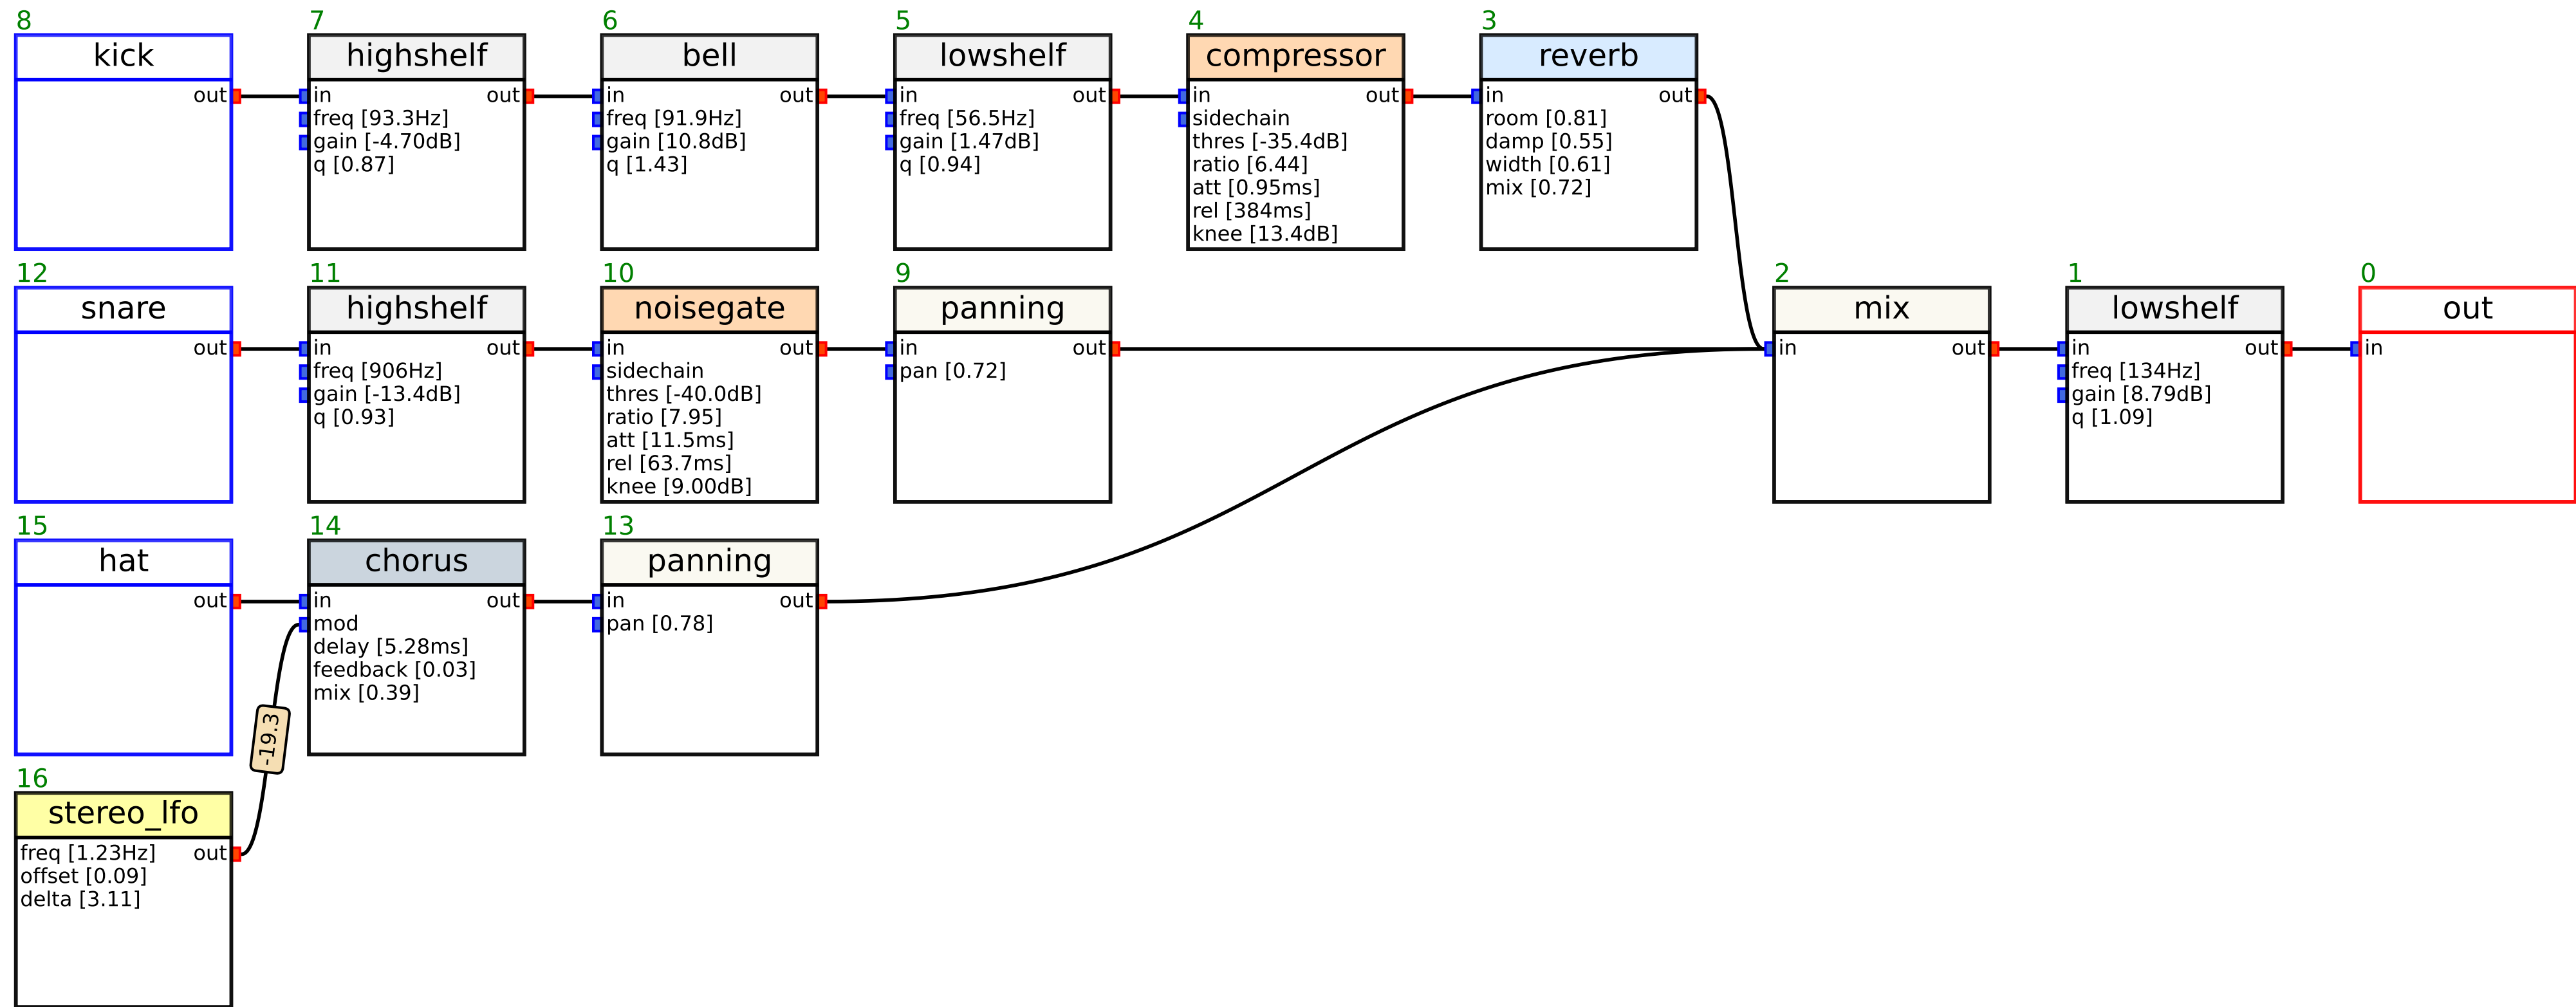 8
kick
out
7
highshelf
in out
freq [93.3Hz]
gain [-4.70dB]
q [0.87]
6
bell
in out
freq [91.9Hz]
gain [10.8dB]
q [1.43]
5
lowshelf
in out
freq [56.5Hz]
gain [1.47dB]
q [0.94]
4
compressor
in out
sidechain
thres [-35.4dB]
ratio [6.44]
att [0.95ms]
rel [384ms]
knee [13.4dB]
3
reverb
in out
room [0.81]
damp [0.55]
width [0.61]
mix [0.72]
12
snare
out
11
highshelf
in out
freq [906Hz]
gain [-13.4dB]
q [0.93]
10
noisegate
in out
sidechain
thres [-40.0dB]
ratio [7.95]
att [11.5ms]
rel [63.7ms]
knee [9.00dB]
9
panning
in out
pan [0.72]
2
mix
in out
1
lowshelf
in out
freq [134Hz]
gain [8.79dB]
q [1.09]
0
out
in
15
hat
out
14
chorus
in out
mod
delay [5.28ms]
feedback [0.03]
mix [0.39]
13
panning
in out
pan [0.78]
-19.3
16
stereo_lfo
freq [1.23Hz] out
offset [0.09]
delta [3.11]